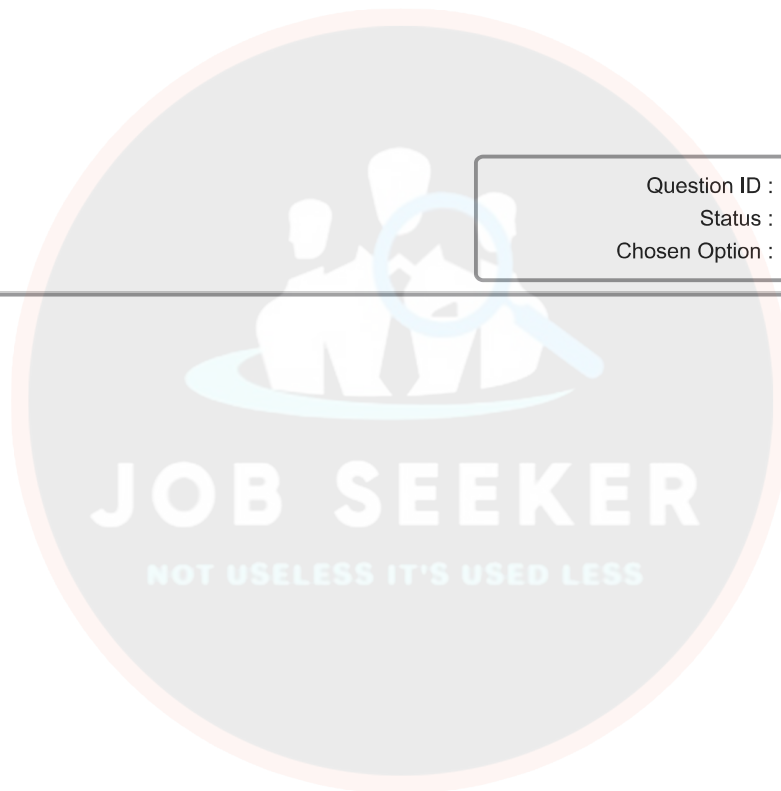 Question ID :
Status :
Chosen Option :
JOB SEEKER
NOT USELESS IT'S USED LESS